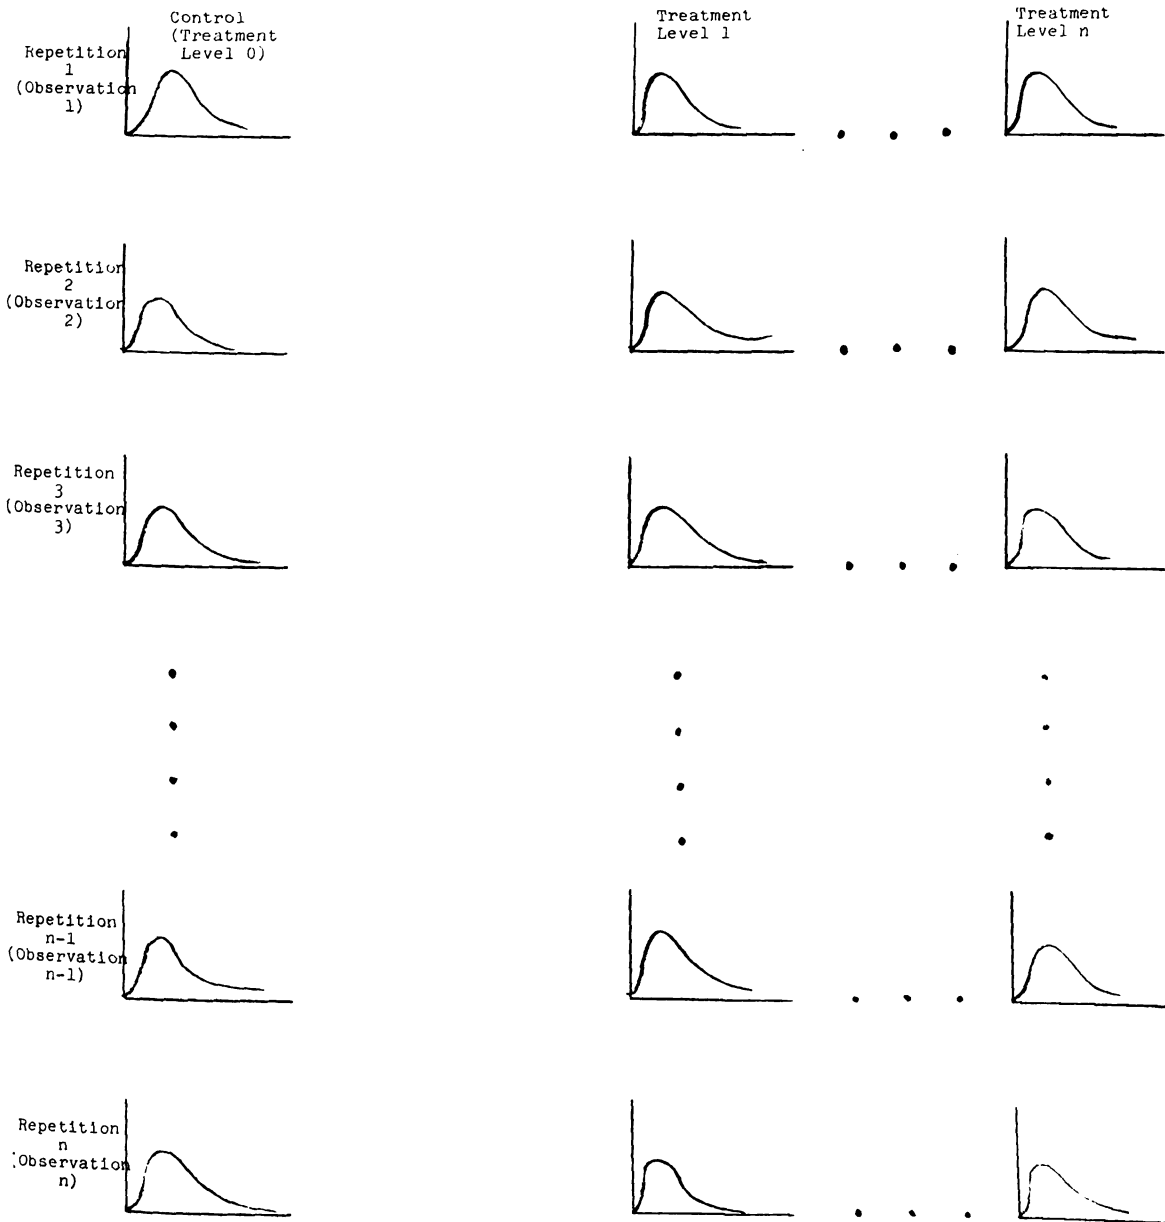 Control
(Treatment
Level 0)
Treatment
Level 1
Treatment
Level n
Repetition
1
(Observation
1)
Repetition
2
(Observation
2)
Repetition
3
(Observation
3)
Repetition
n-1
(Observation
n-1)
Repetition
n
(Observation
n)